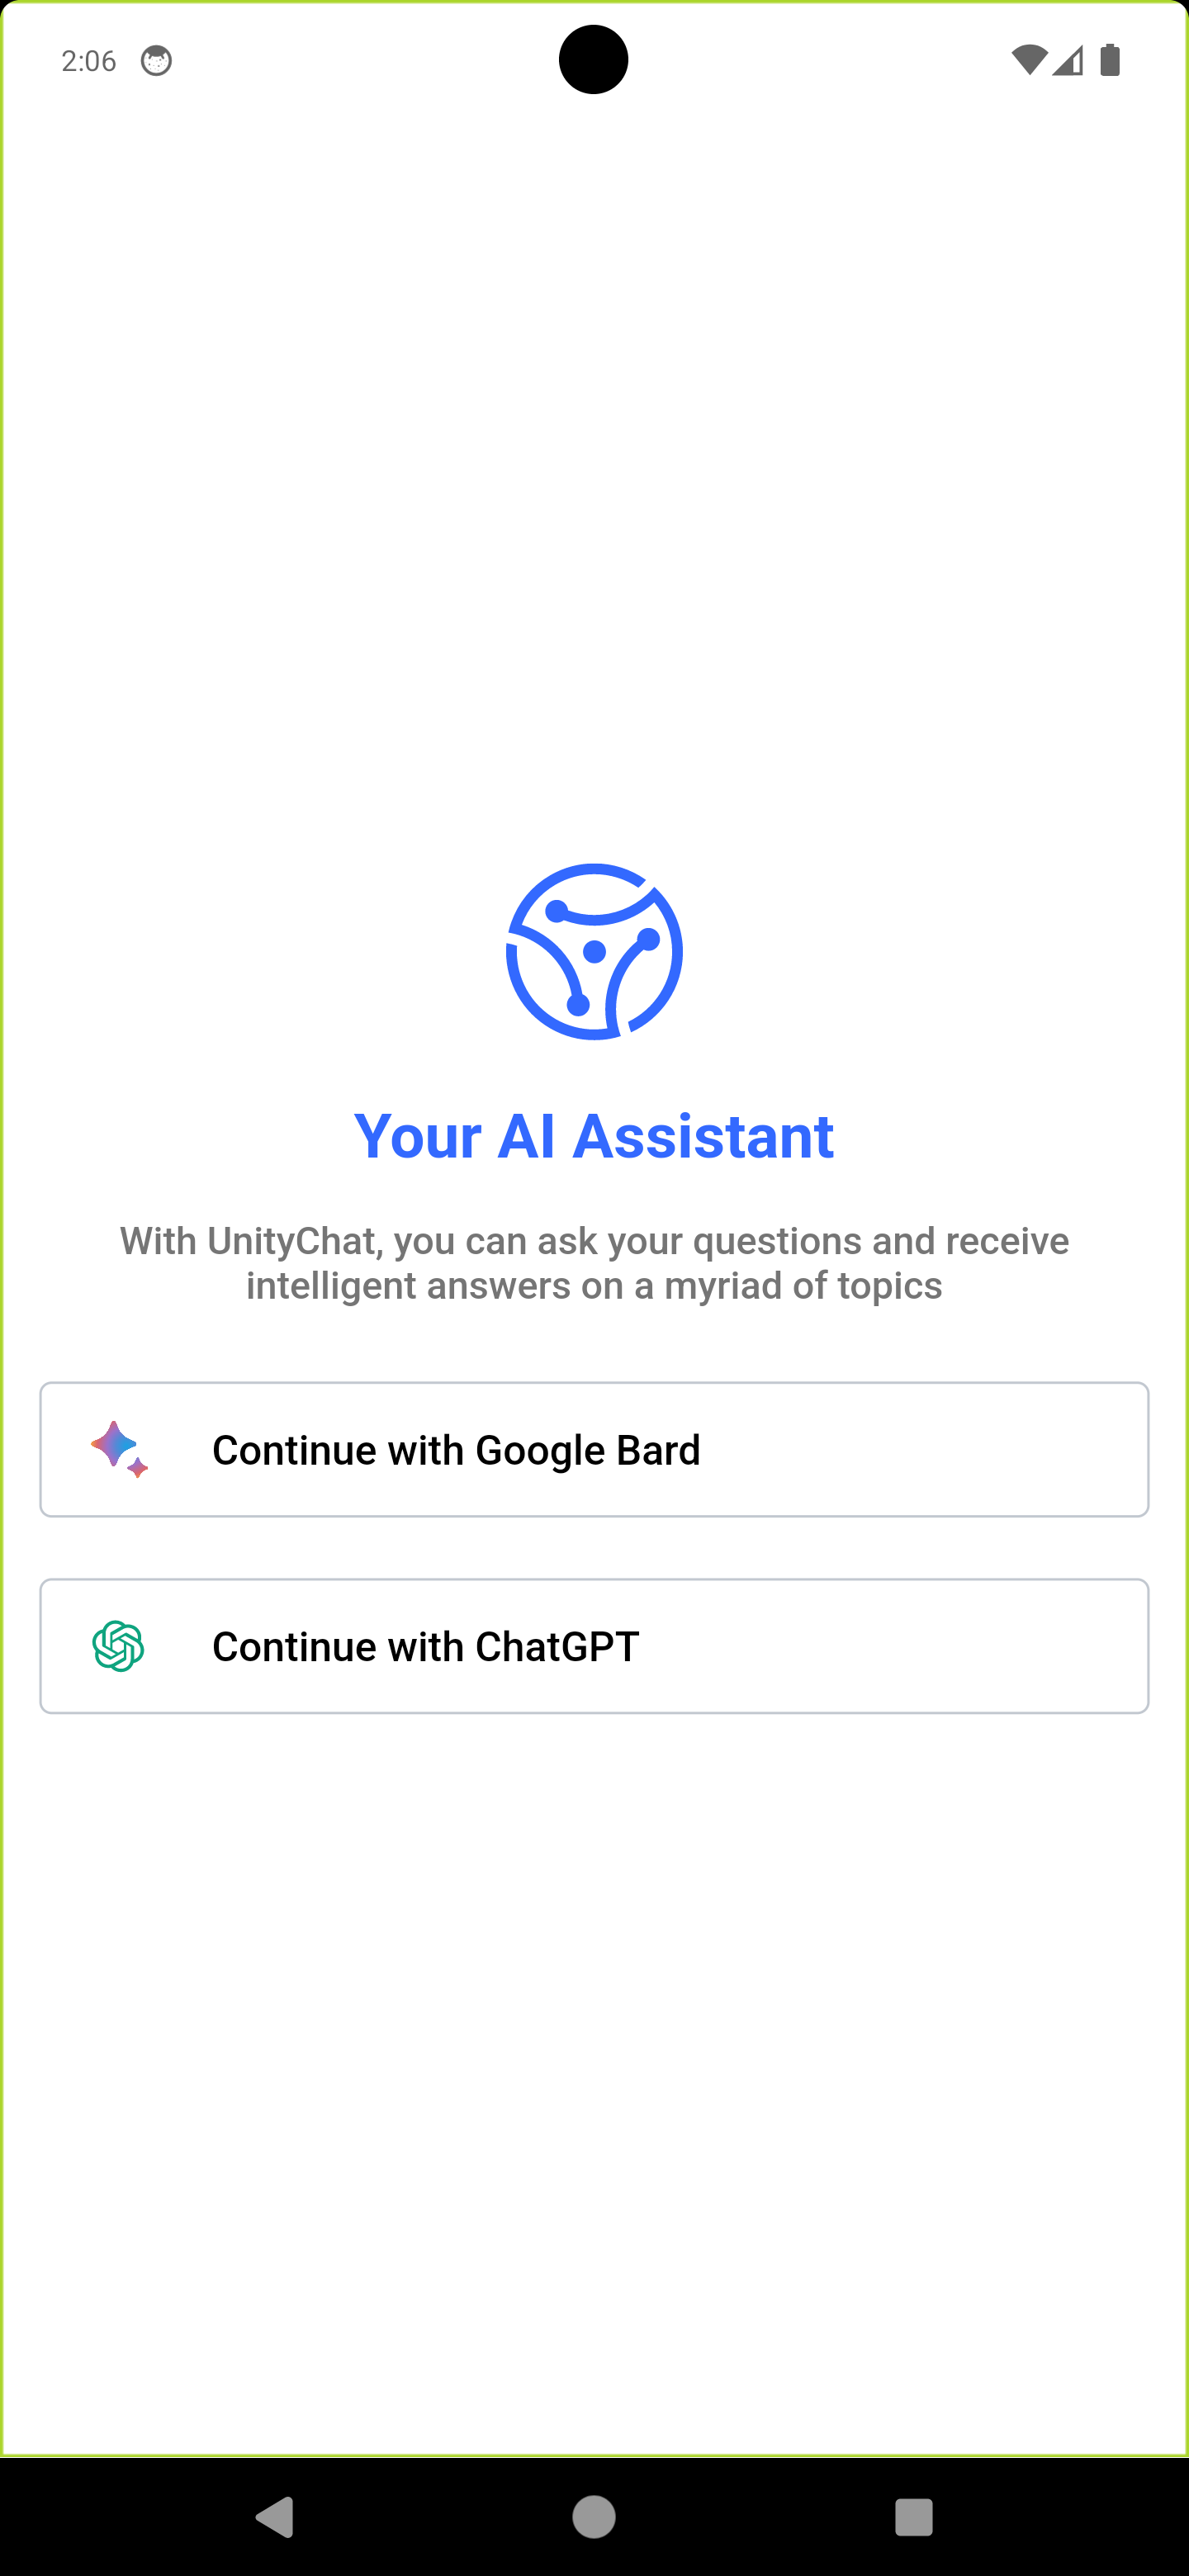 2:06
Your AI Assistant
With UnityChat, you can ask your questions and receive
intelligent answers on a myriad of topics
Continue with Google Bard
Continue with ChatGPT